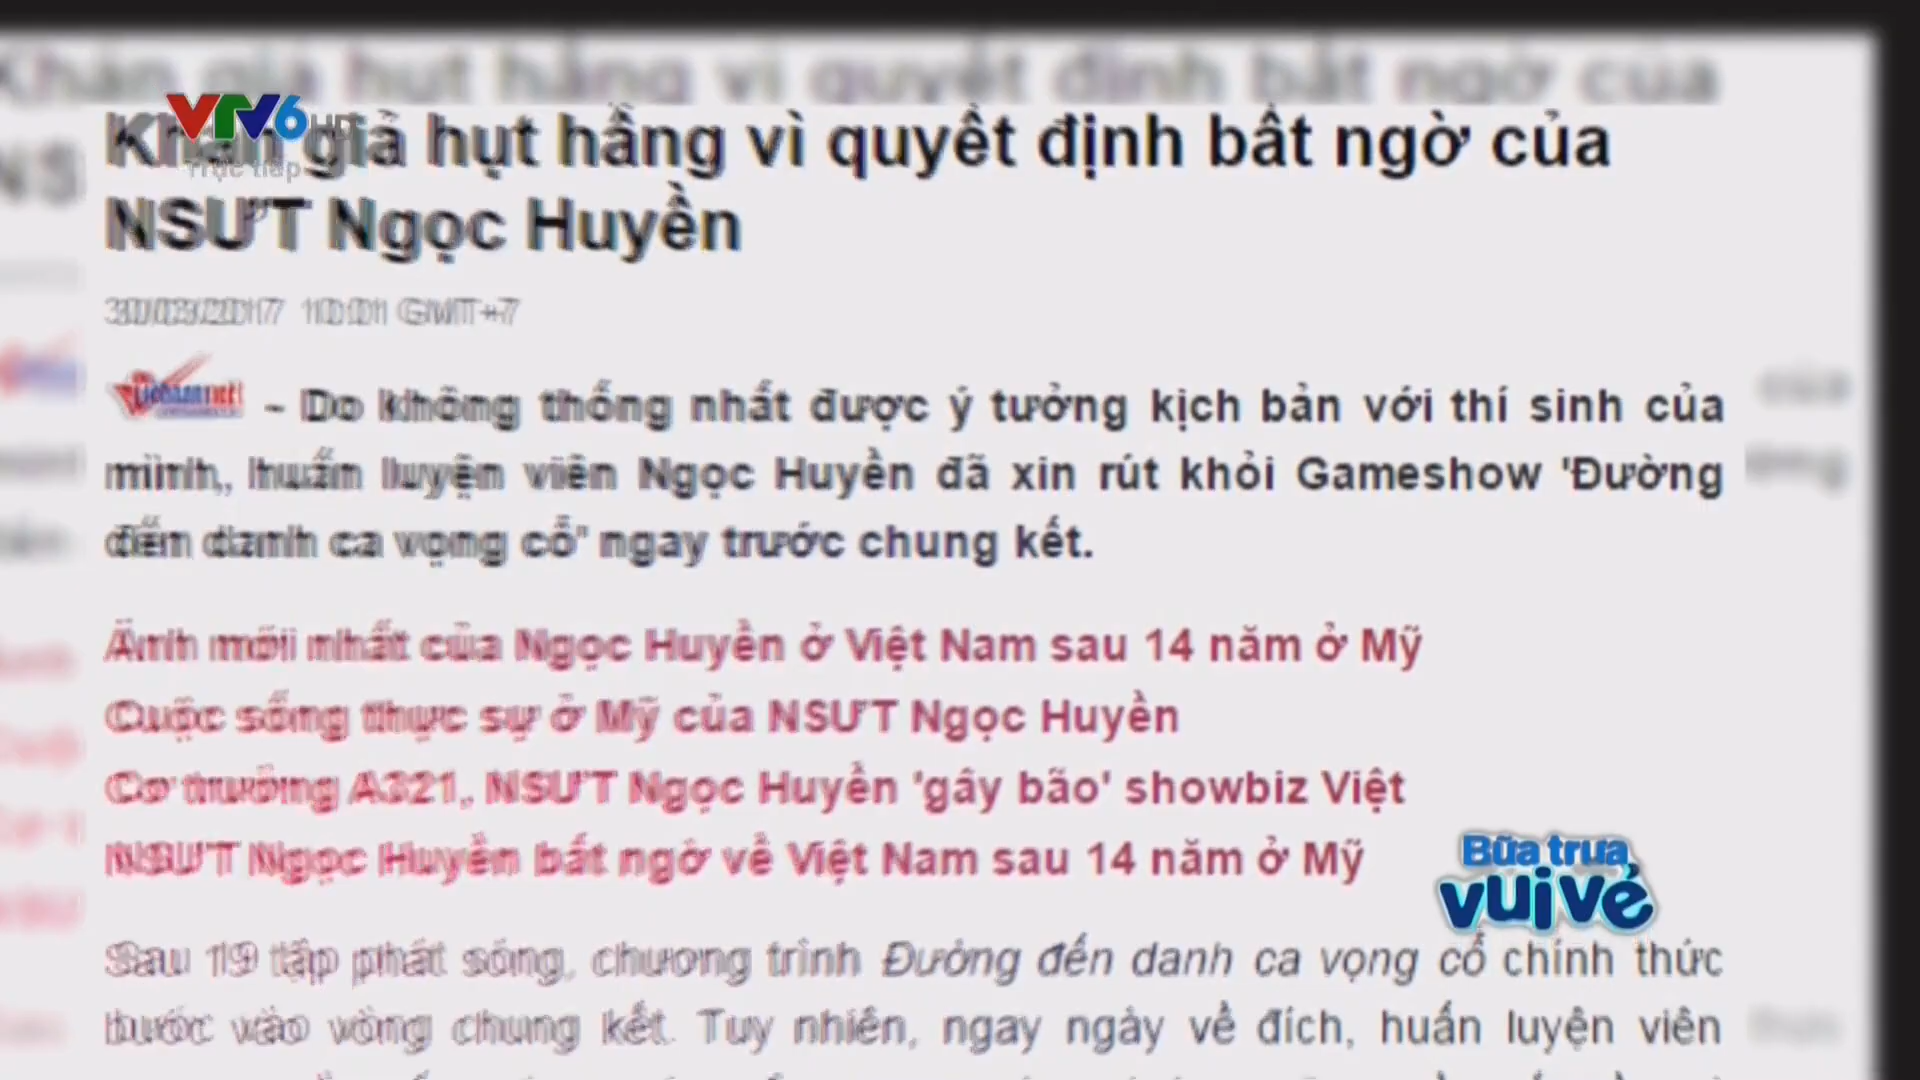 VTV6 HD
Trực tiếp
Khán giả hụt hẫng vì quyết định bất ngờ của
NSƯT Ngọc Huyền
GMT+7
- Do không thống nhất được ý tưởng kịch bản với thí sinh của
mình, huấn luyện viên Ngọc Huyền đã xin rút khỏi Gameshow 'Đường
đến danh ca vọng cổ' ngay trước chung kết.
Ảnh mới nhất của Ngọc Huyền ở Việt Nam sau 14 năm ở Mỹ
Cuộc sống thực sự ở Mỹ của NSƯT Ngọc Huyền
Cơ trưởng A321, NSƯT Ngọc Huyền 'gây bão' showbiz Việt
NSƯT Ngọc Huyền bất ngờ về Việt Nam sau 14 năm ở Mỹ
Bữa trưa
vui vẻ
Sau 19 tập phát sóng, chương trình Đường đến danh ca vọng cổ chính thức
bước vào vòng chung kết. Tuy nhiên, ngay ngày về đích, huấn luyện viên